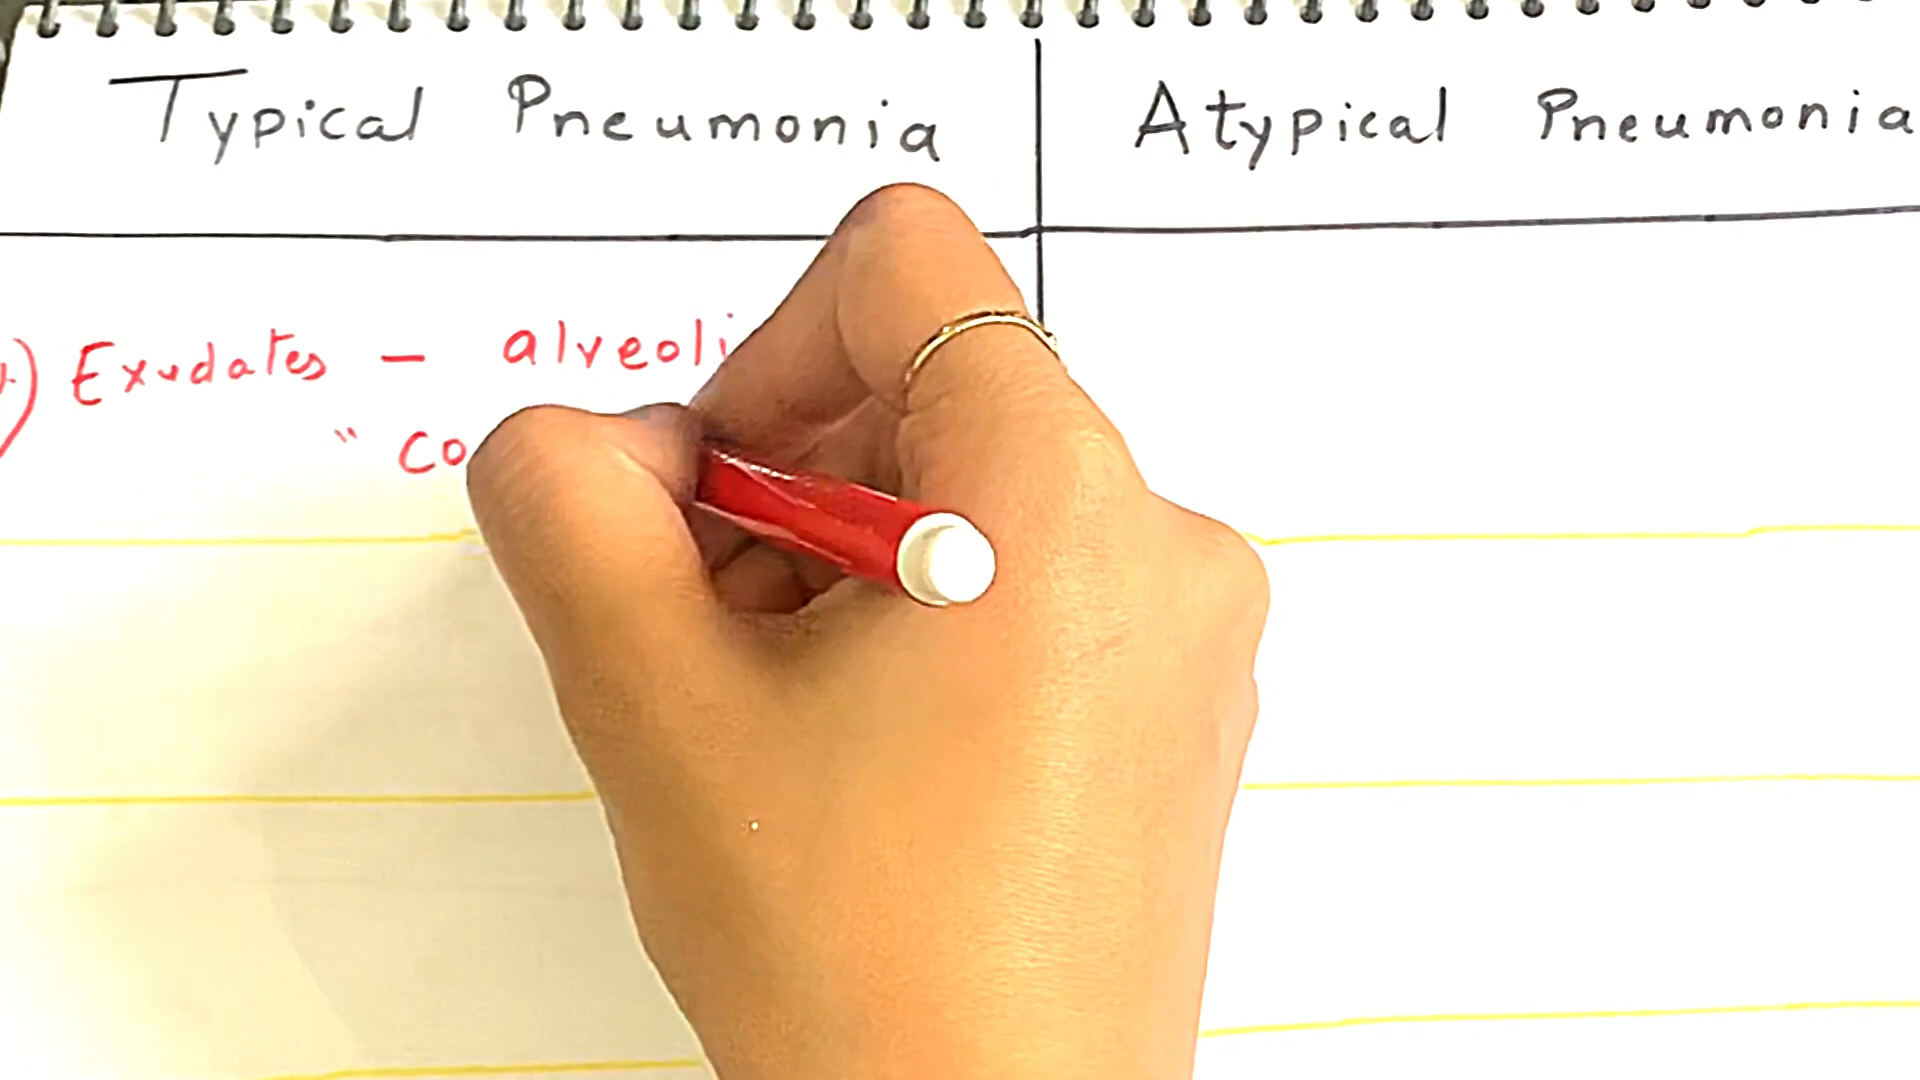 Typical Pneumonia
Atypical Pneumonia
Exudates - alveoli
" co